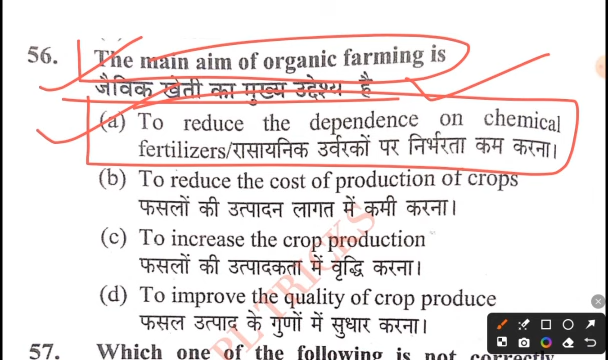 56. The main aim of organic farming is
जैविक खेती का मुख्य उद्देश्य है
(a) To reduce the dependence on chemical
fertilizers/रासायनिक उर्वरकों पर निर्भरता कम करना।
(b) To reduce the cost of production of crops
फसलों की उत्पादन लागत में कमी करना।
(c) To increase the crop production
फसलों की उत्पादकता में वृद्धि करना।
(d) To improve the quality of crop produce
फसल उत्पाद के गुणों में सुधार करना।
PL TRICKS
57. Which one of the following is not correctly